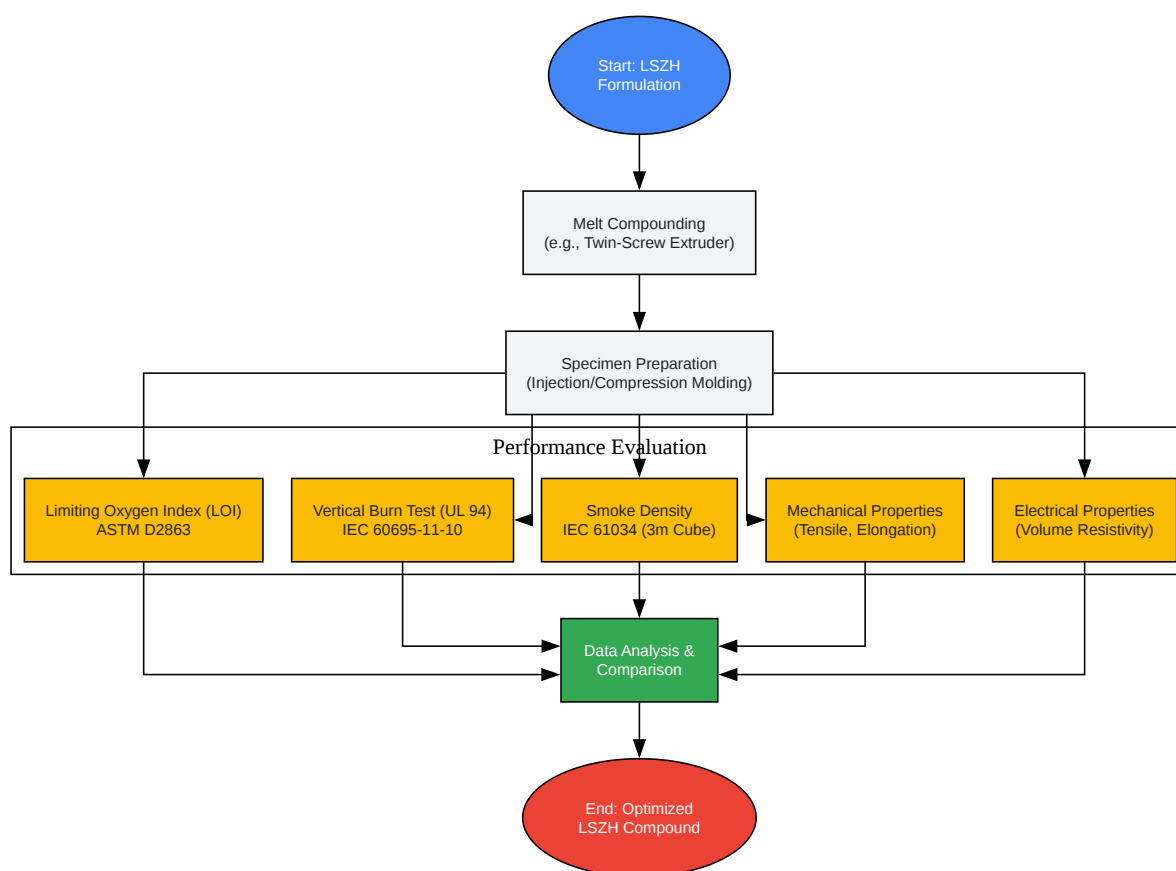 Start: LSZH
Formulation
Melt Compounding
(e.g., Twin-Screw Extruder)
Specimen Preparation
(Injection/Compression Molding)
Performance Evaluation
Limiting Oxygen Index (LOI)
ASTM D2863
Vertical Burn Test (UL 94)
IEC 60695-11-10
Smoke Density
IEC 61034 (3m Cube)
Mechanical Properties
(Tensile, Elongation)
Electrical Properties
(Volume Resistivity)
Data Analysis &
Comparison
End: Optimized
LSZH Compound